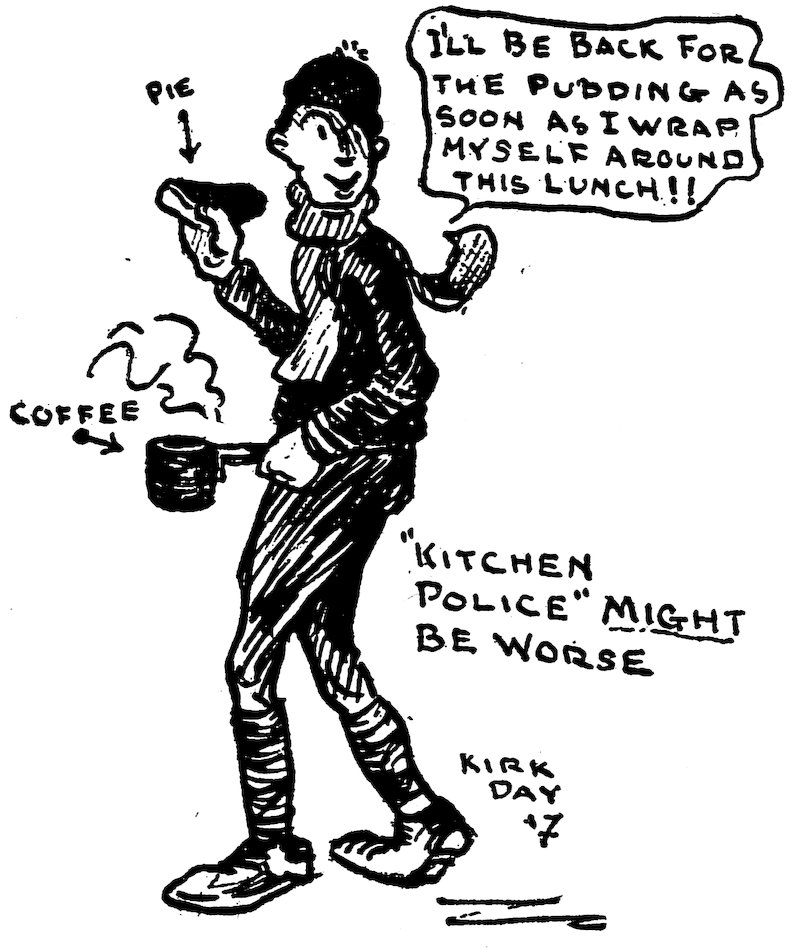 PIE
I'LL BE BACK FOR
THE PUDDING AS
SOON AS I WRAP
MYSELF AROUND
THIS LUNCH!!
COFFEE
"KITCHEN
POLICE" MIGHT
BE WORSE
KIRK
DAY
'17